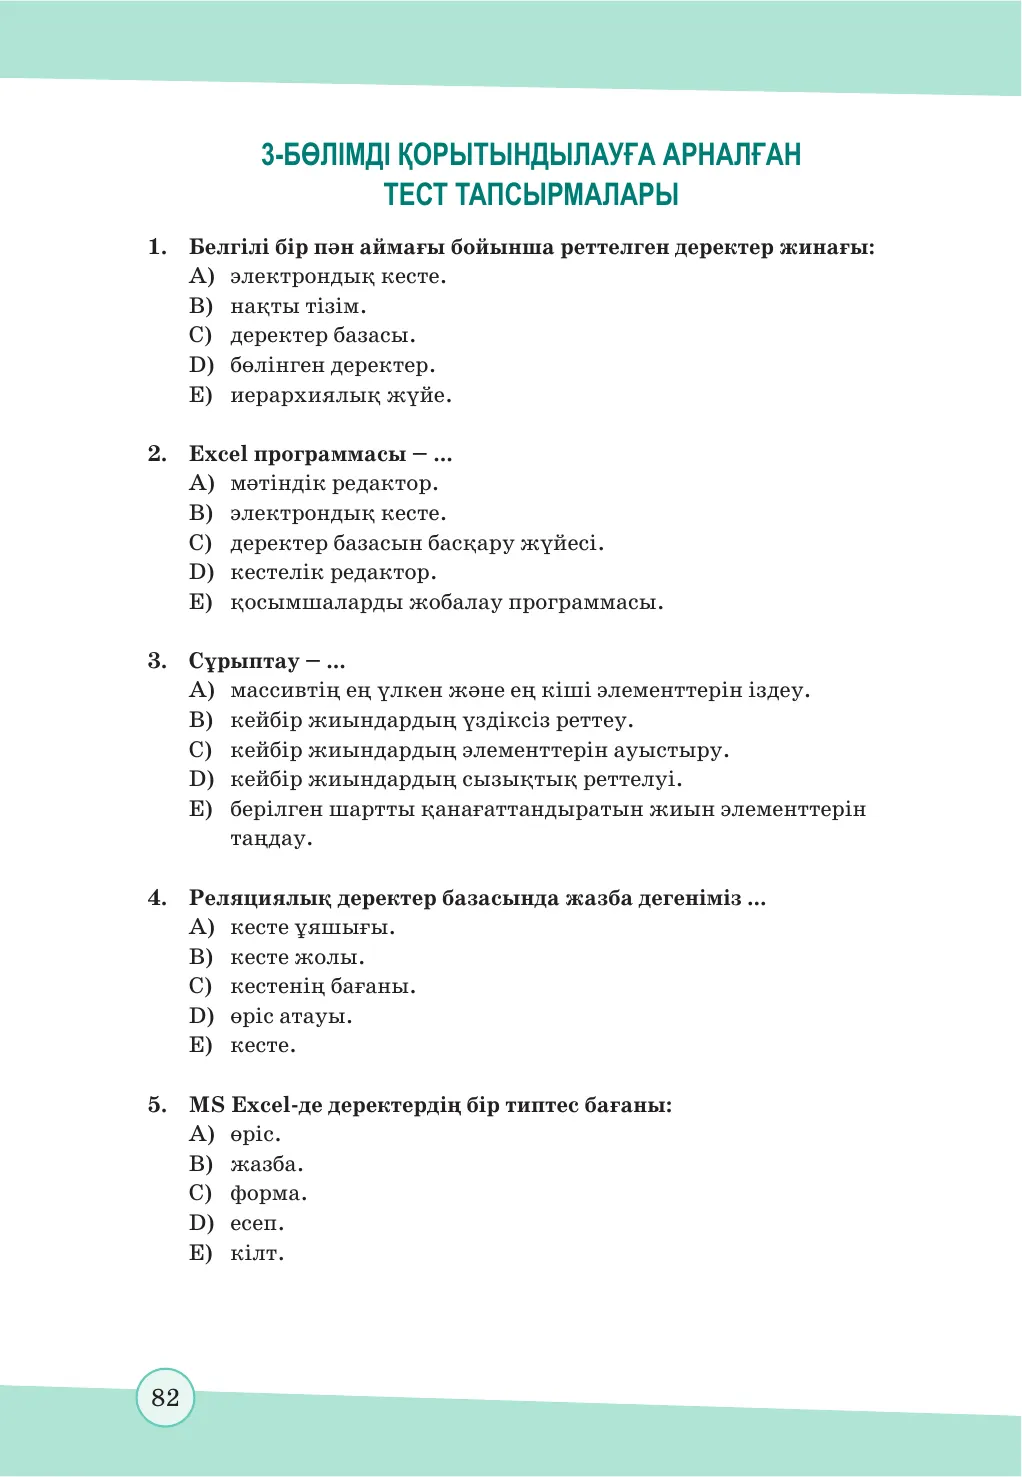 3-БӨЛІМДІ ҚОРЫТЫНДЫЛАУҒА АРНАЛҒАН
ТЕСТ ТАПСЫРМАЛАРЫ
1. Белгілі бір пән аймағы бойынша реттелген деректер жинағы:
A) электрондық кесте.
B) нақты тізім.
C) деректер базасы.
D) бөлінген деректер.
E) иерархиялық жүйе.
2. Excel программасы – ...
A) мәтіндік редактор.
B) электрондық кесте.
C) деректер базасын басқару жүйесі.
D) кестелік редактор.
E) қосымшаларды жобалау программасы.
3. Сұрыптау – ...
A) массивтің ең үлкен және ең кіші элементтерін іздеу.
B) кейбір жиындардың үздіксіз реттеу.
C) кейбір жиындардың элементтерін ауыстыру.
D) кейбір жиындардың сызықтық реттелуі.
E) берілген шартты қанағаттандыратын жиын элементтерін
таңдау.
4. Реляциялық деректер базасында жазба дегеніміз ...
A) кесте ұяшығы.
B) кесте жолы.
C) кестенің бағаны.
D) өріс атауы.
E) кесте.
5. MS Excel-де деректердің бір типтес бағаны:
A) өріс.
B) жазба.
C) форма.
D) есеп.
E) кілт.
82